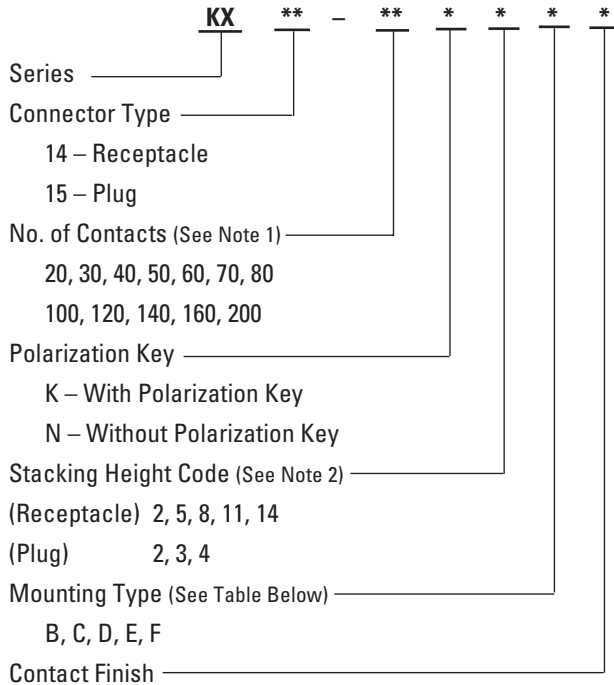 KX ** – ** * * * *
Series
Connector Type
14 – Receptacle
15 – Plug
No. of Contacts (See Note 1)
20, 30, 40, 50, 60, 70, 80
100, 120, 140, 160, 200
Polarization Key
K – With Polarization Key
N – Without Polarization Key
Stacking Height Code (See Note 2)
(Receptacle) 2, 5, 8, 11, 14
(Plug) 2, 3, 4
Mounting Type (See Table Below)
B, C, D, E, F
Contact Finish